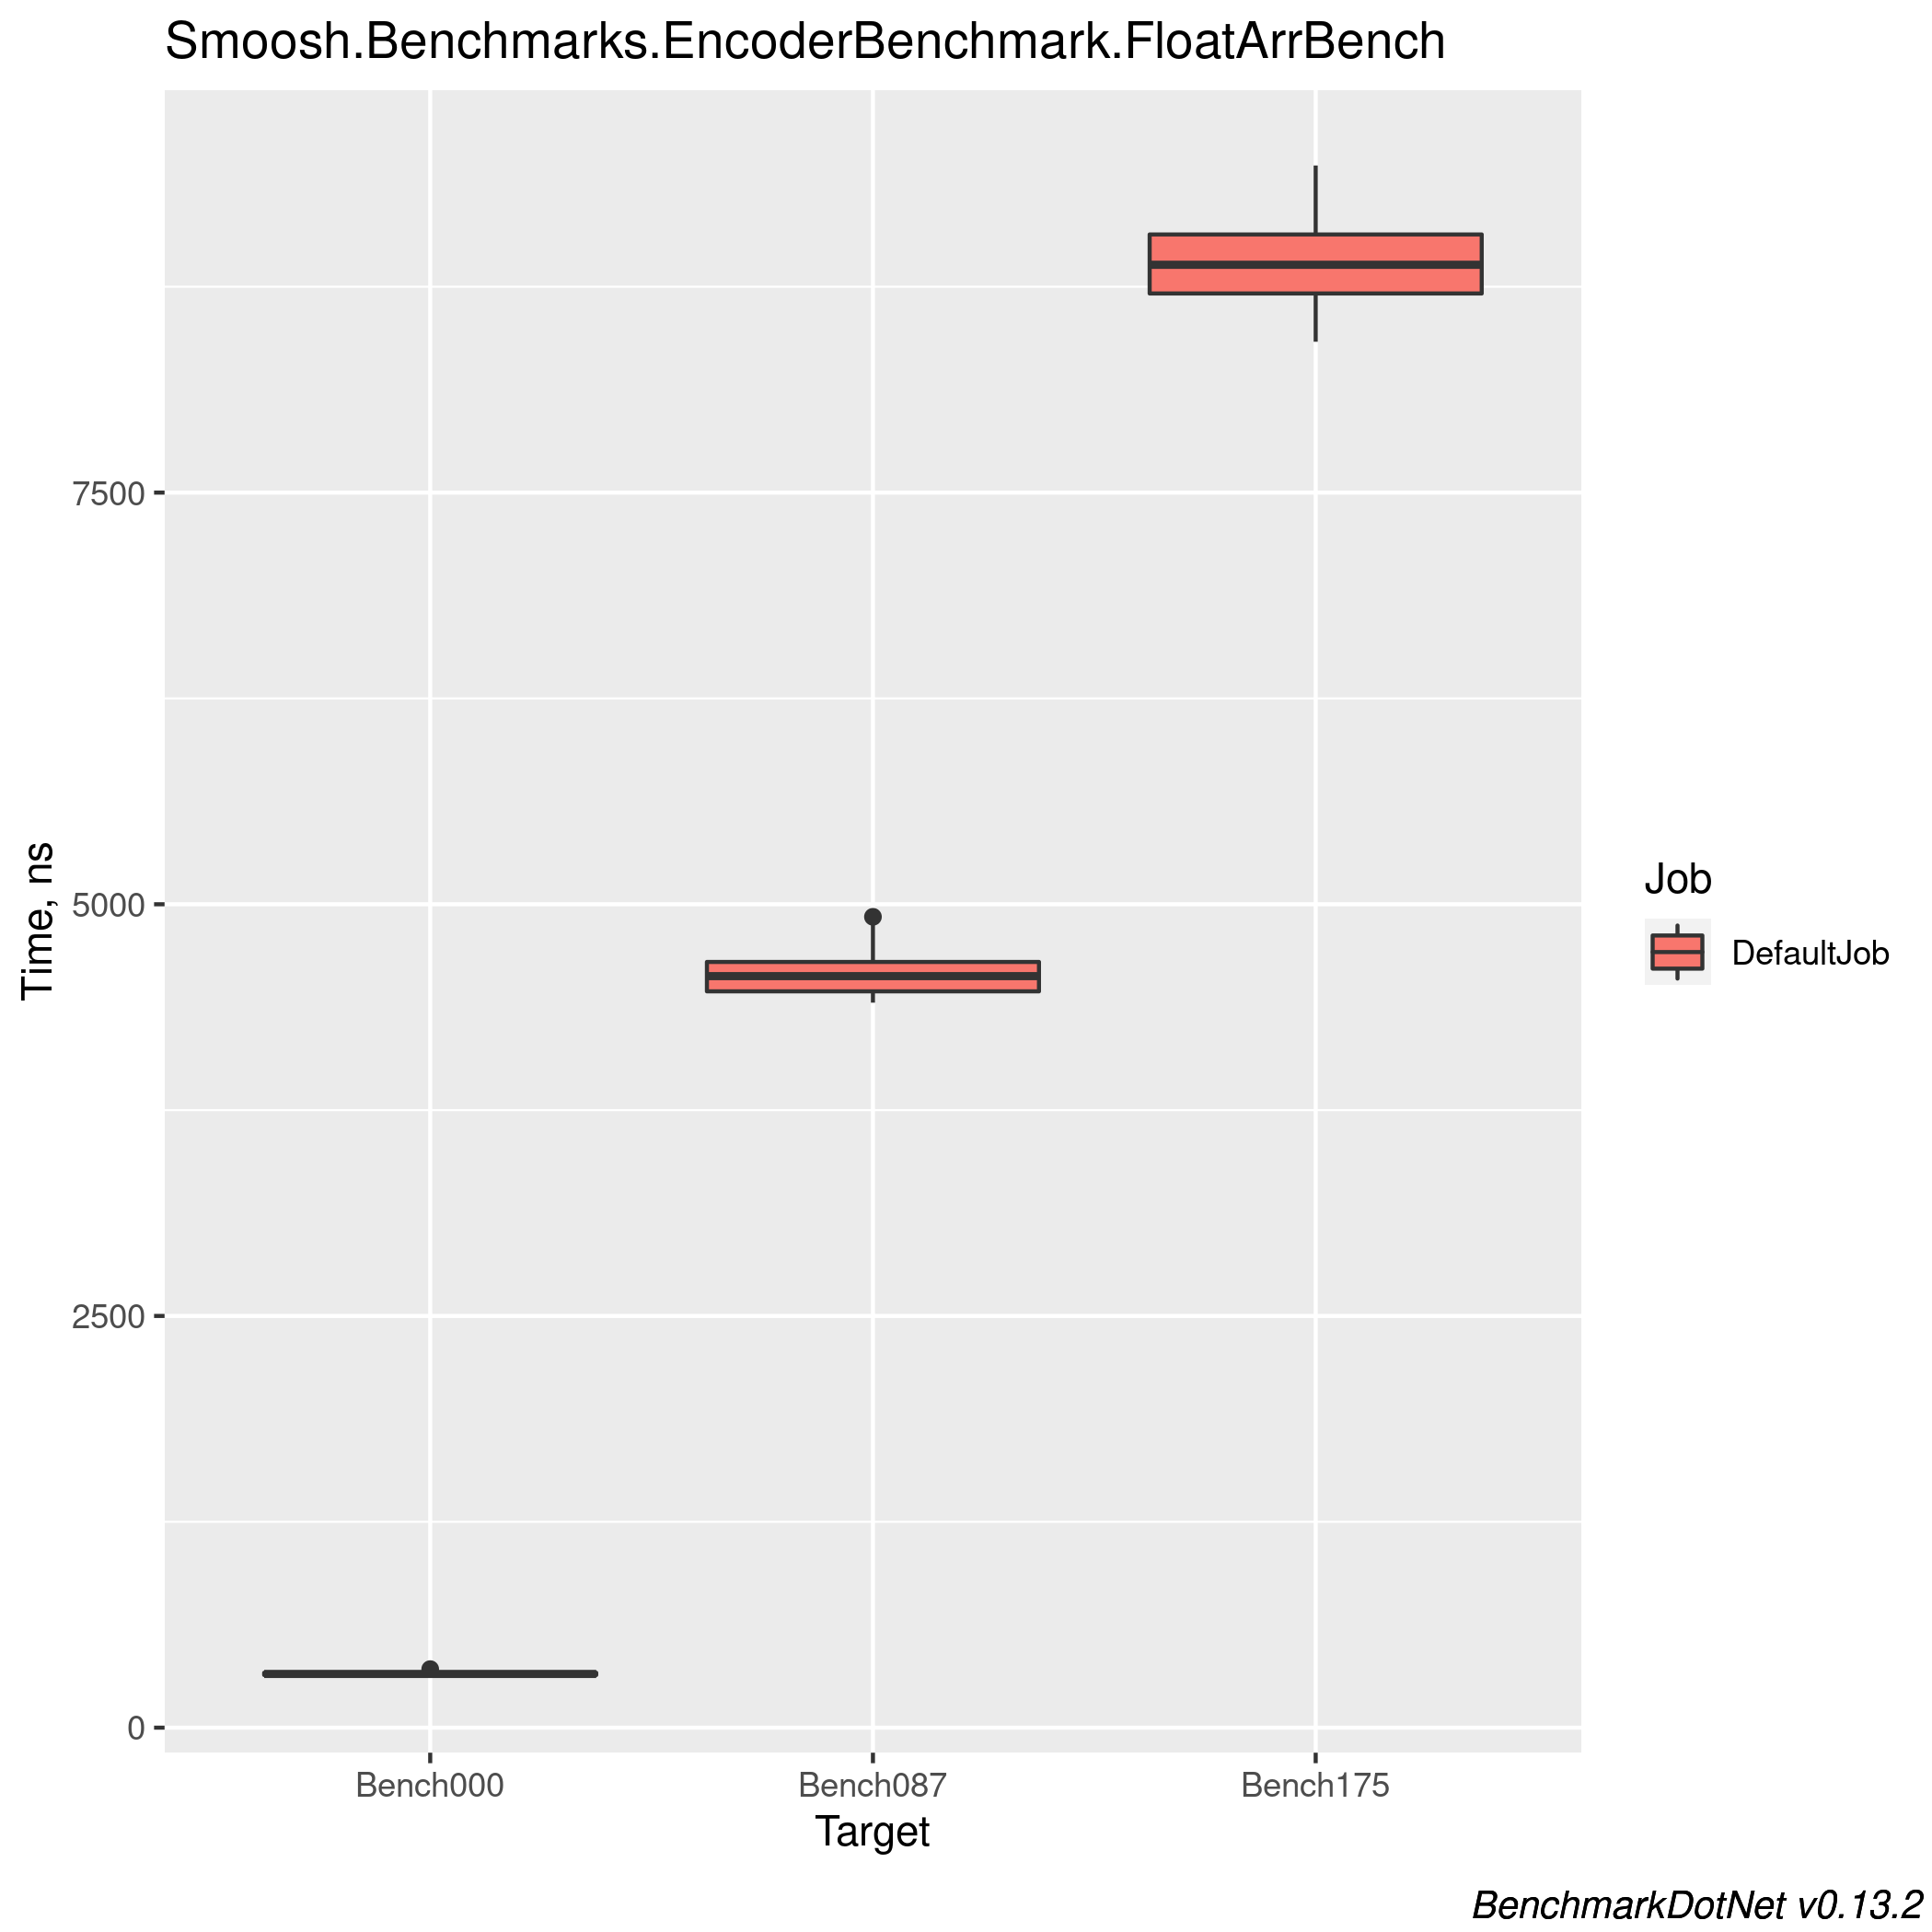 Smoosh.Benchmarks.EncoderBenchmark.FloatArrBench
Time, ns
7500
5000
2500
0
Bench000
Bench087
Bench175
Target
Job
DefaultJob
BenchmarkDotNet v0.13.2